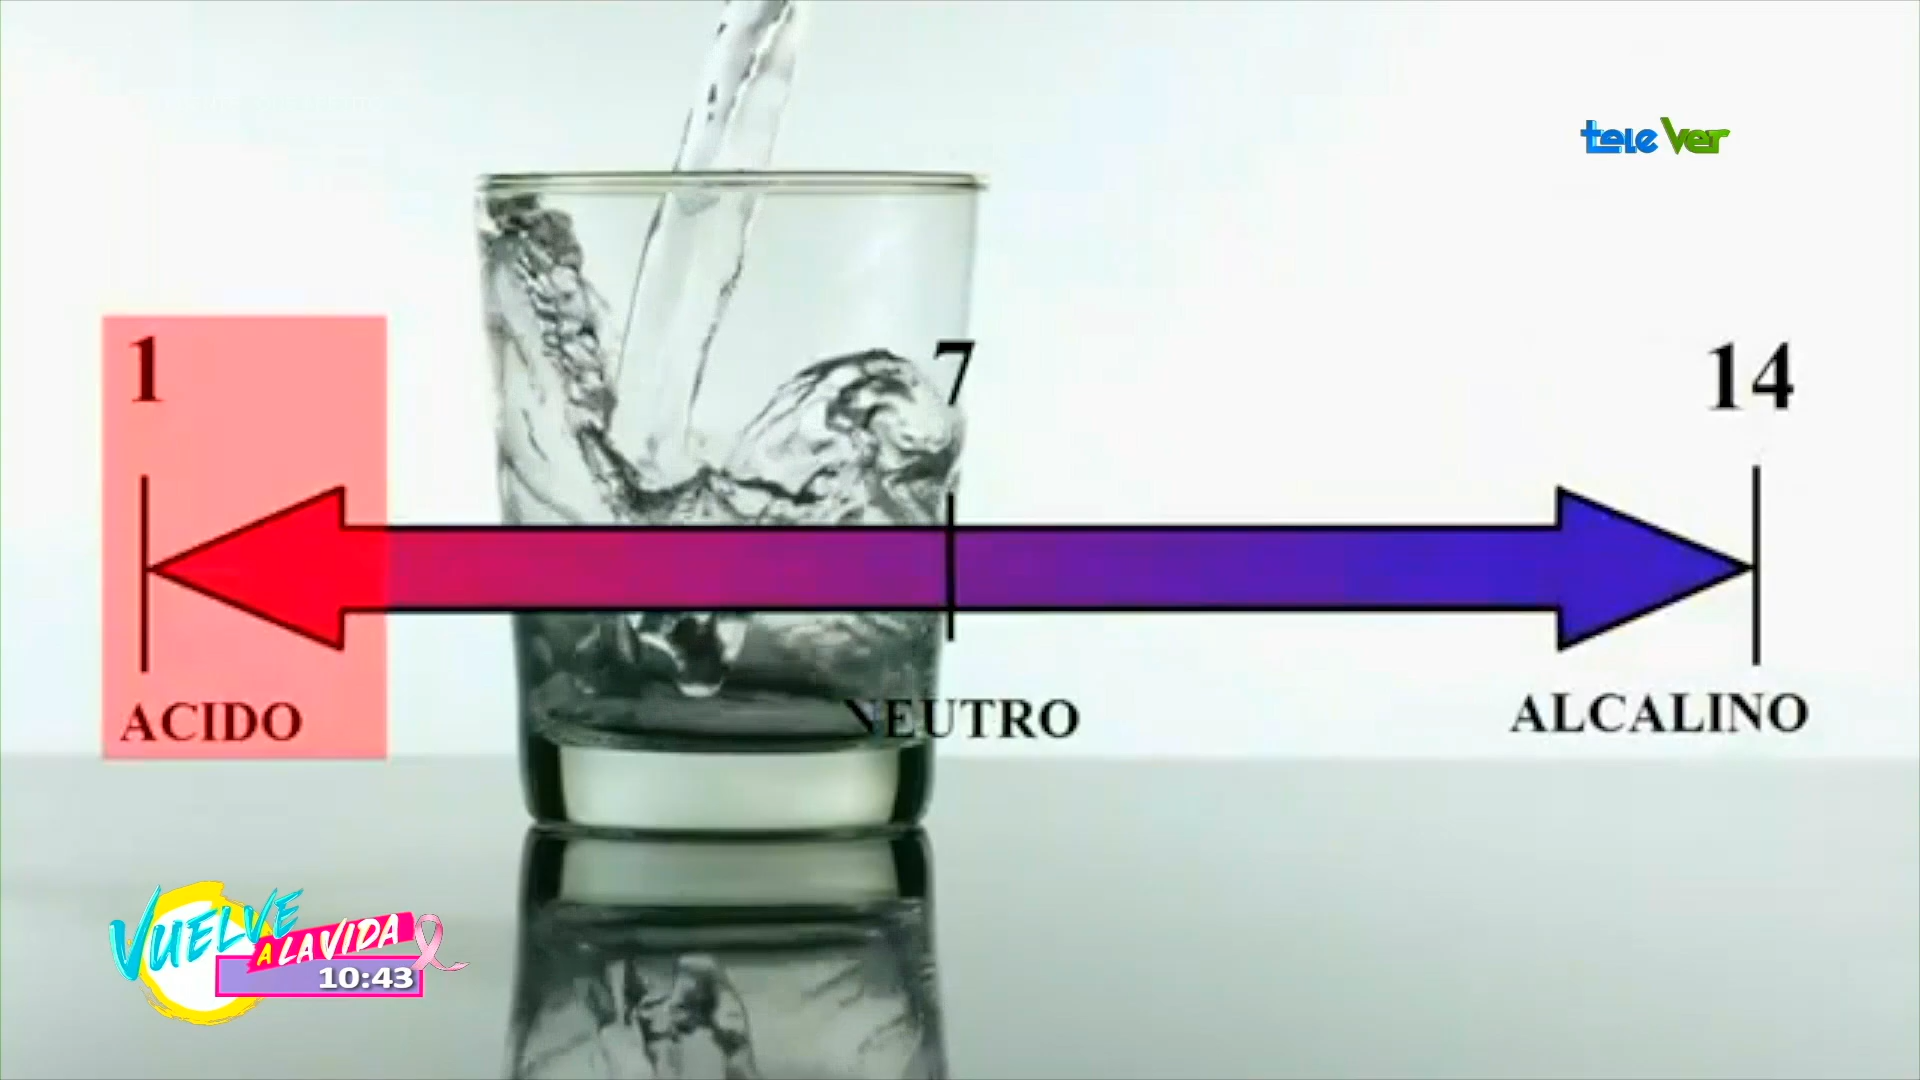 tele Ver
1
7
14
ACIDO
NEUTRO
ALCALINO
VUELVE
A LA VIDA
10:43